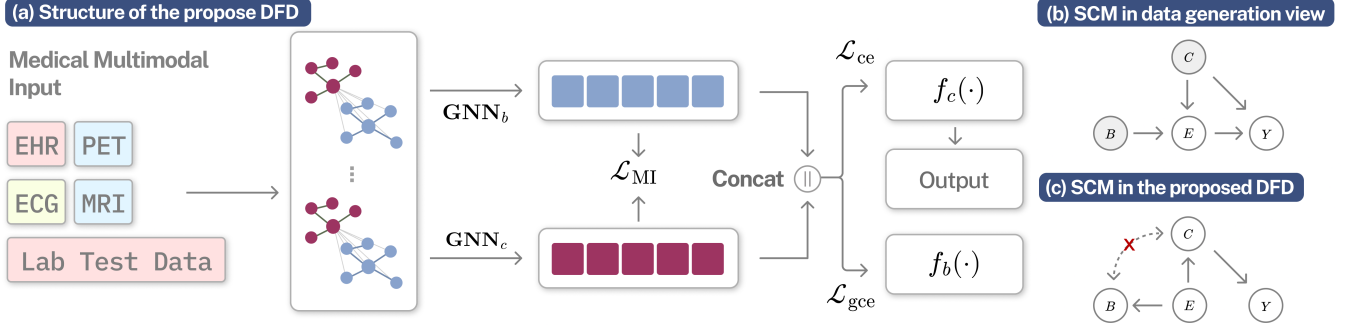 (a) Structure of the propose DFD
Medical Multimodal
Input
EHR PET
ECG MRI
Lab Test Data
⋮
GNN_b
GNN_c
ℒ_MI
Concat ||
ℒ_ce
ℒ_gce
f_c(·)
Output
f_b(·)
(b) SCM in data generation view
C
B E Y
(c) SCM in the proposed DFD
x
C
B E Y